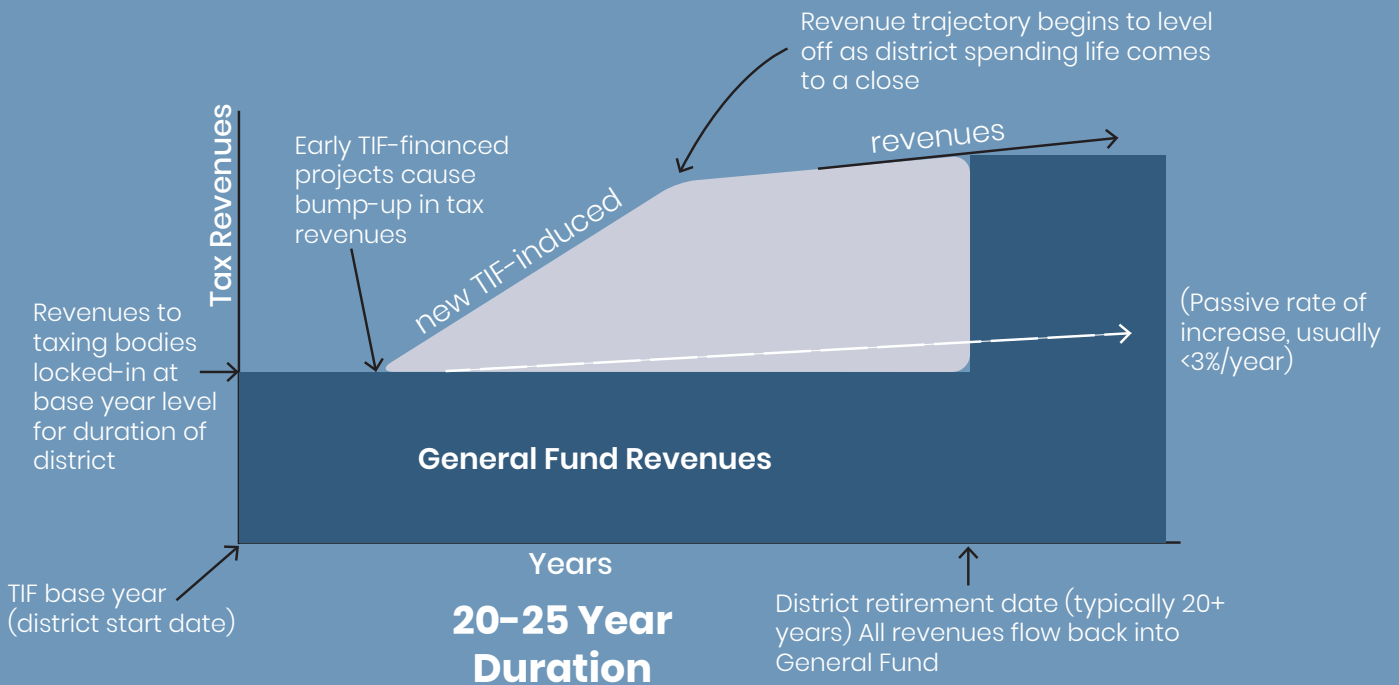 Revenue trajectory begins to level
off as district spending life comes
to a close
Tax Revenues
Early TIF-financed
projects cause
bump-up in tax
revenues
new TIF-induced
revenues
Revenues to
taxing bodies
locked-in at
base year level
for duration of
district
(Passive rate of
increase, usually
<3%/year)
General Fund Revenues
Years
20-25 Year
Duration
TIF base year
(district start date)
District retirement date (typically 20+
years) All revenues flow back into
General Fund